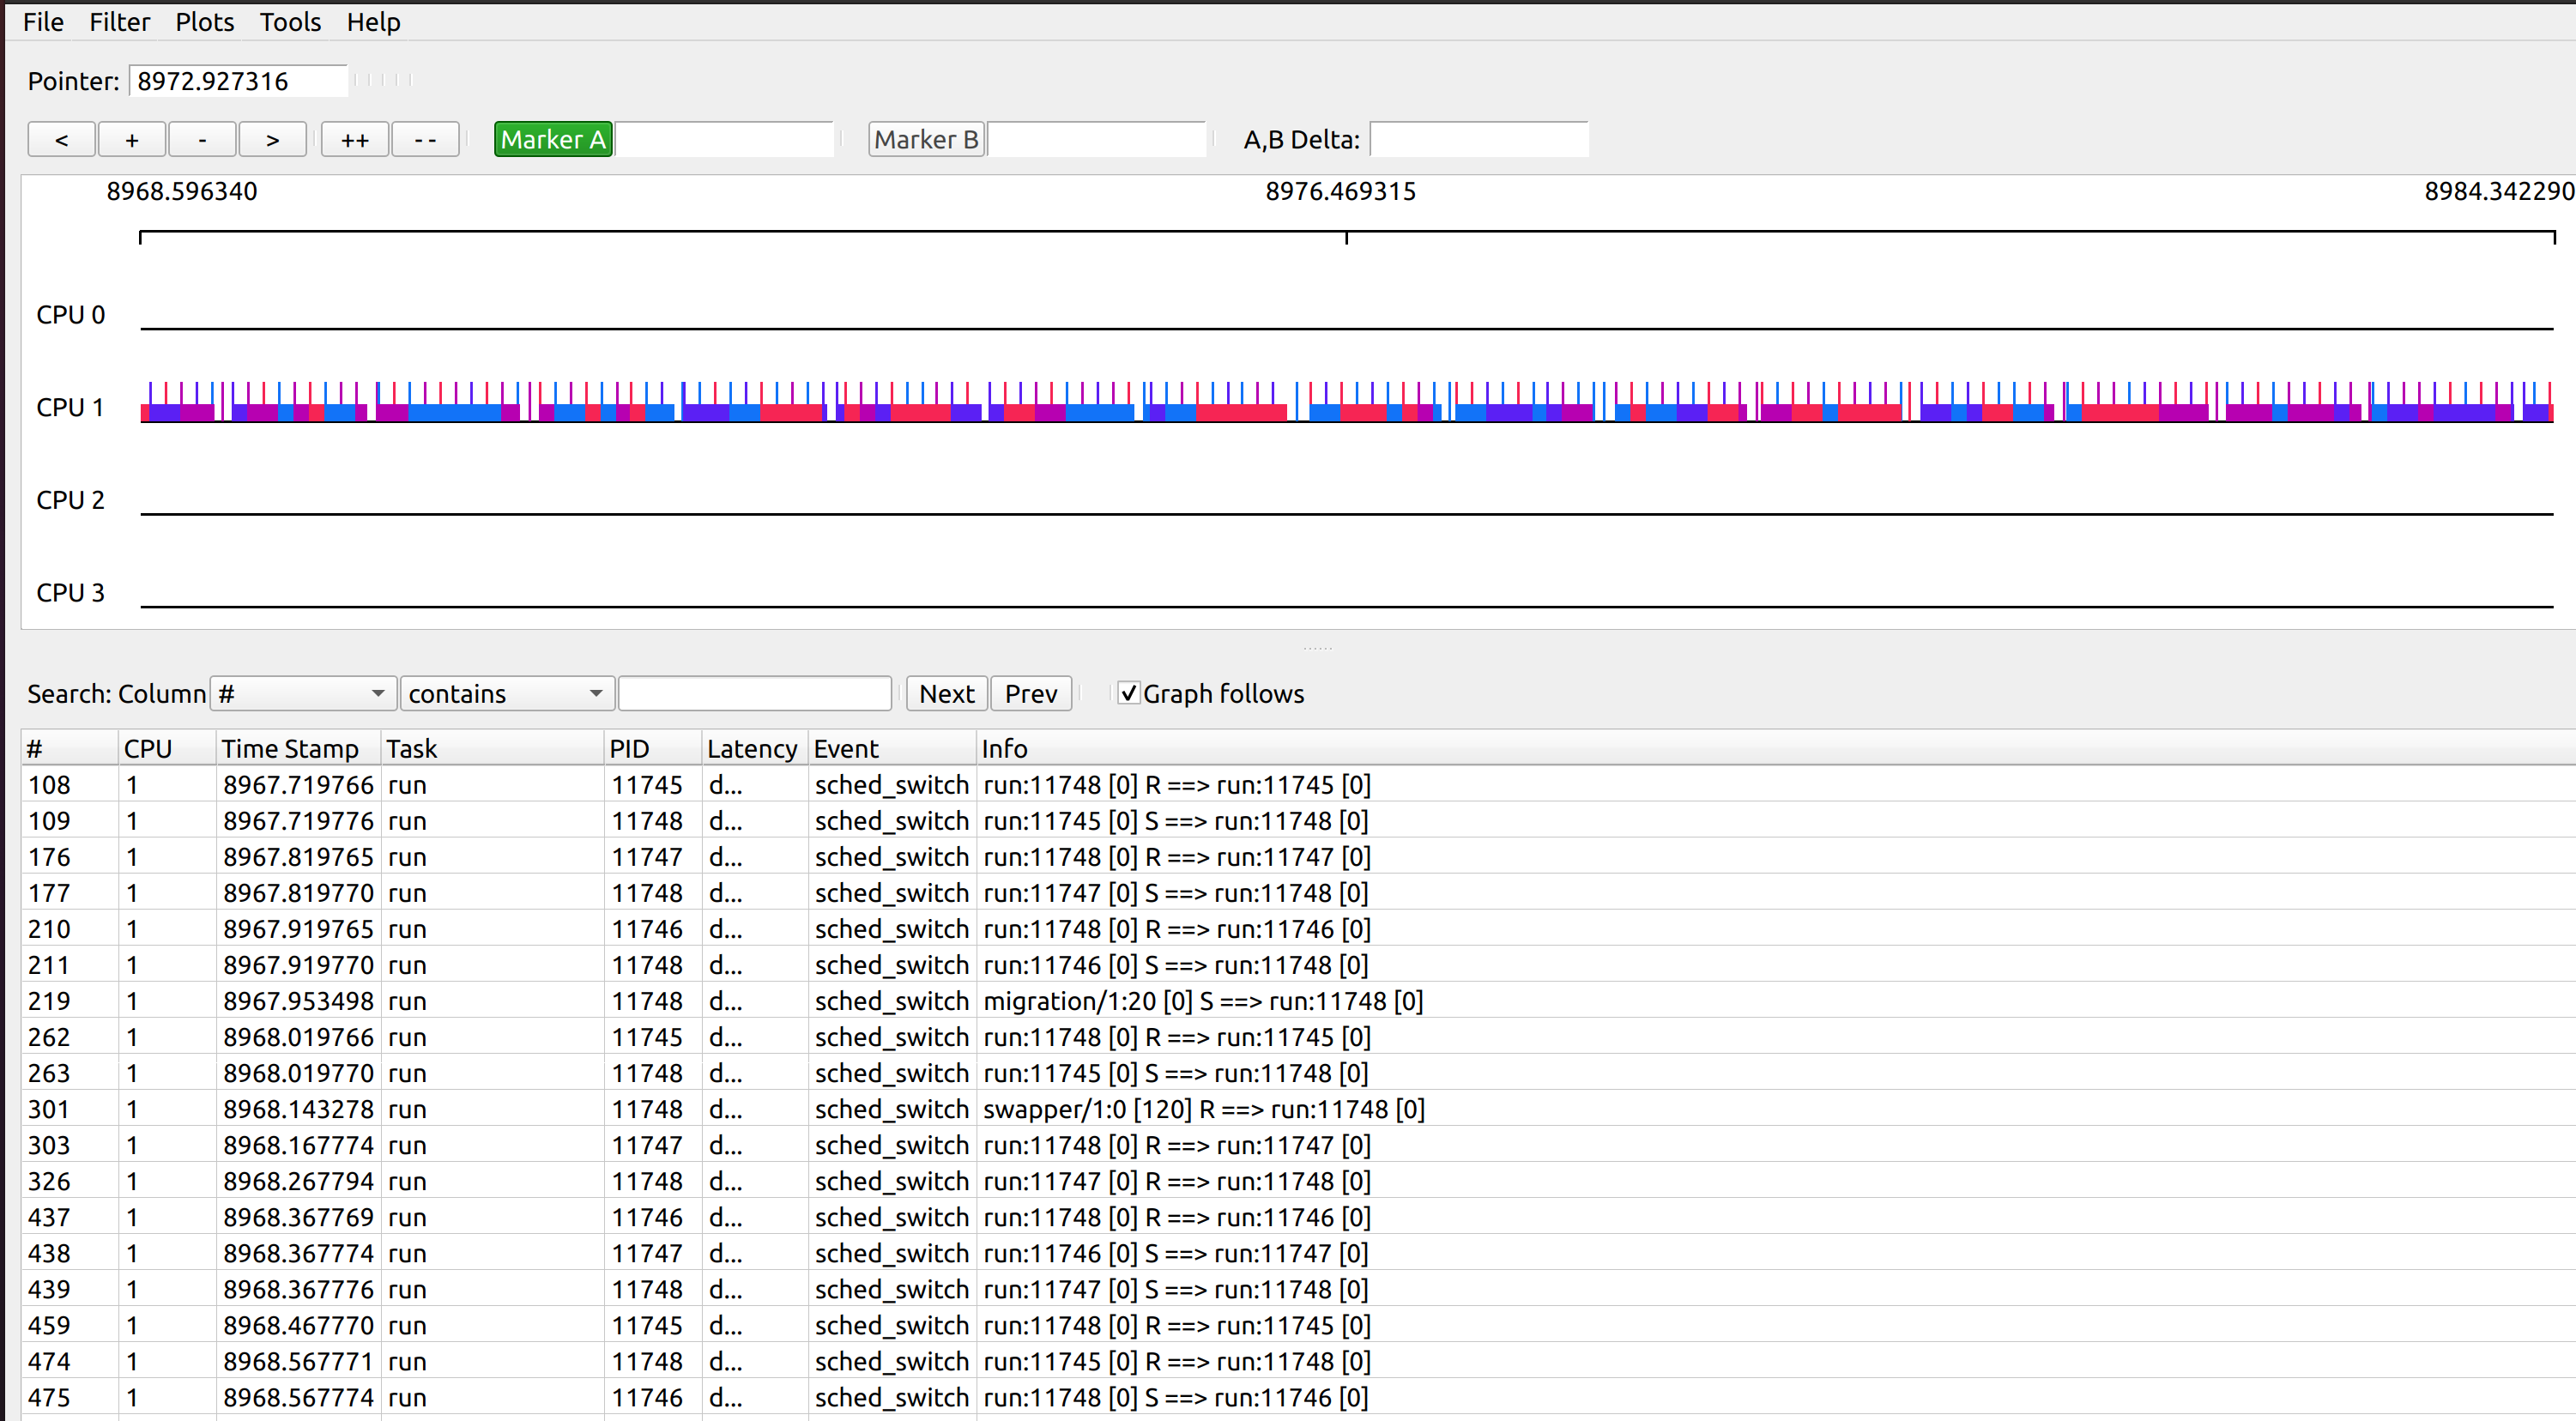 File Filter Plots Tools Help
Pointer: 8972.927316
< + - > ++ -- Marker A Marker B A,B Delta:
8968.596340 8976.469315 8984.342290
CPU 0
CPU 1
CPU 2
CPU 3
Search: Column # contains Next Prev Graph follows
# CPU Time Stamp Task PID Latency Event Info
108 1 8967.719766 run 11745 d... sched_switch run:11748 [0] R ==> run:11745 [0]
109 1 8967.719776 run 11748 d... sched_switch run:11745 [0] S ==> run:11748 [0]
176 1 8967.819765 run 11747 d... sched_switch run:11748 [0] R ==> run:11747 [0]
177 1 8967.819770 run 11748 d... sched_switch run:11747 [0] S ==> run:11748 [0]
210 1 8967.919765 run 11746 d... sched_switch run:11748 [0] R ==> run:11746 [0]
211 1 8967.919770 run 11748 d... sched_switch run:11746 [0] S ==> run:11748 [0]
219 1 8967.953498 run 11748 d... sched_switch migration/1:20 [0] S ==> run:11748 [0]
262 1 8968.019766 run 11745 d... sched_switch run:11748 [0] R ==> run:11745 [0]
263 1 8968.019770 run 11748 d... sched_switch run:11745 [0] S ==> run:11748 [0]
301 1 8968.143278 run 11748 d... sched_switch swapper/1:0 [120] R ==> run:11748 [0]
303 1 8968.167774 run 11747 d... sched_switch run:11748 [0] R ==> run:11747 [0]
326 1 8968.267794 run 11748 d... sched_switch run:11747 [0] R ==> run:11748 [0]
437 1 8968.367769 run 11746 d... sched_switch run:11748 [0] R ==> run:11746 [0]
438 1 8968.367774 run 11747 d... sched_switch run:11746 [0] S ==> run:11747 [0]
439 1 8968.367776 run 11748 d... sched_switch run:11747 [0] S ==> run:11748 [0]
459 1 8968.467770 run 11745 d... sched_switch run:11748 [0] R ==> run:11745 [0]
474 1 8968.567771 run 11748 d... sched_switch run:11745 [0] R ==> run:11748 [0]
475 1 8968.567774 run 11746 d... sched_switch run:11748 [0] S ==> run:11746 [0]